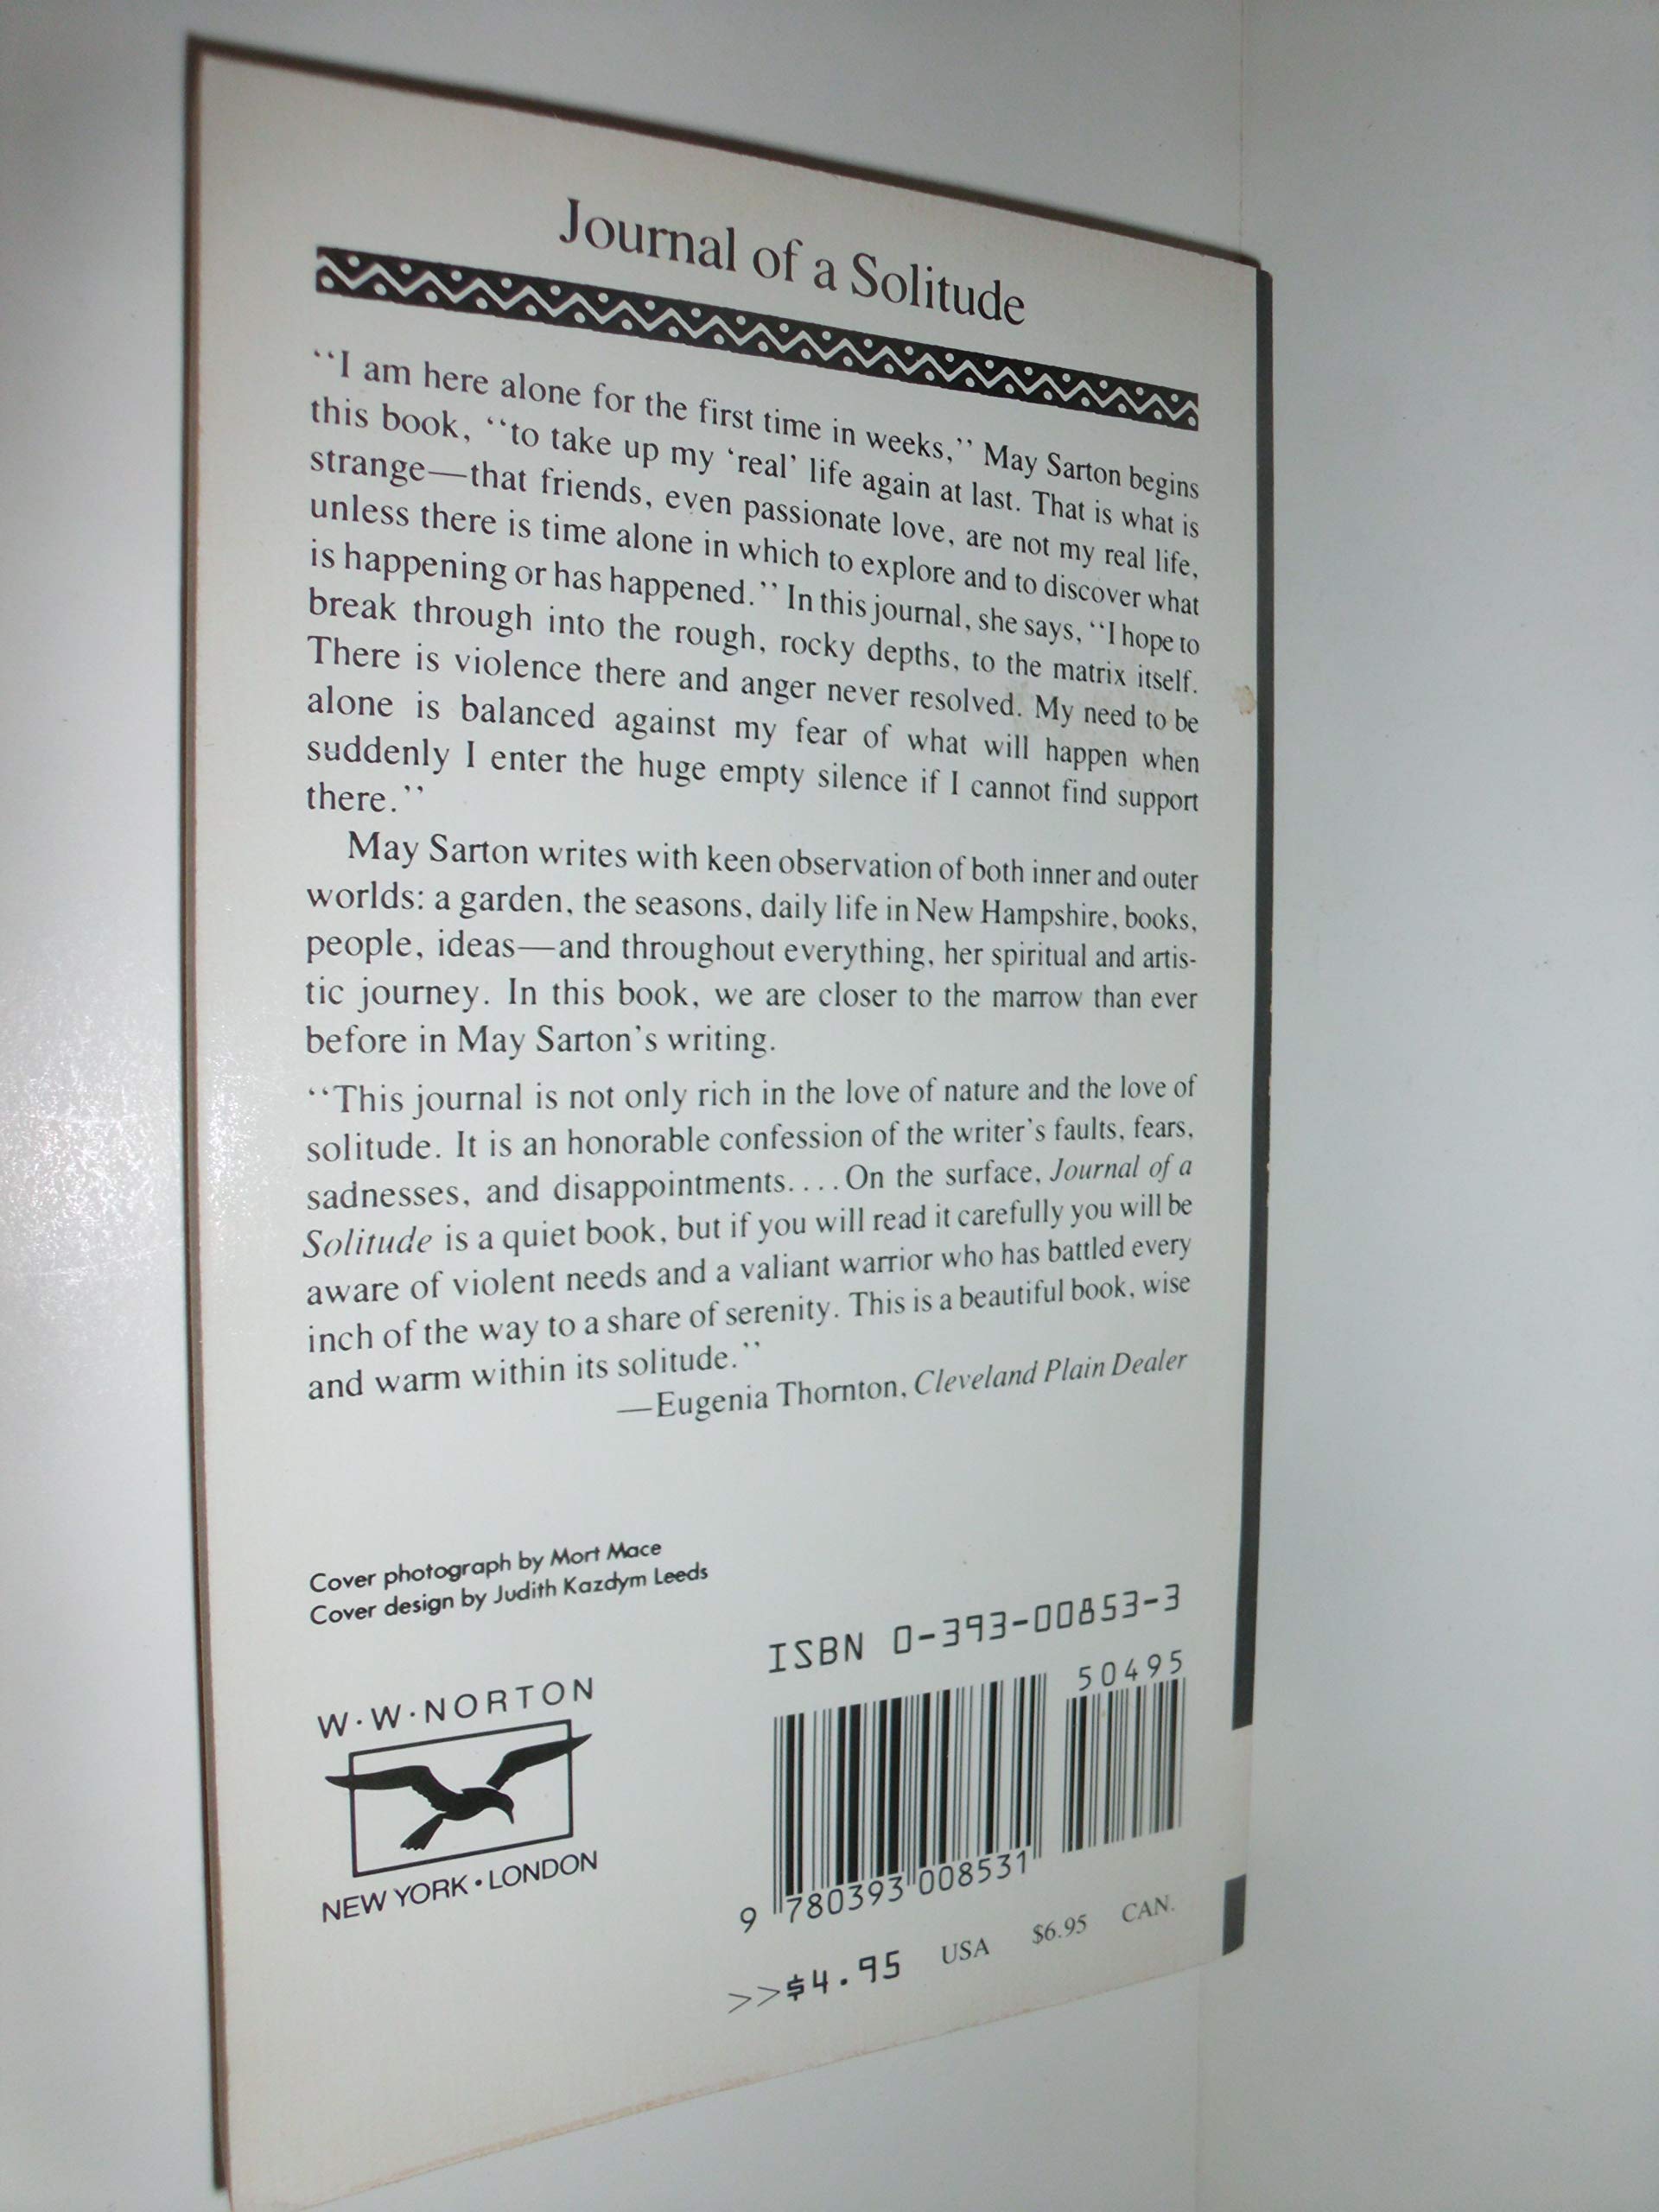 Journal of a Solitude
‘‘I am here alone for the first time in weeks,’’ May Sarton begins
this book, ‘‘to take up my ‘real’ life again at last. That is what is
strange—that friends, even passionate love, are not my real life,
unless there is time alone in which to explore and to discover what
is happening or has happened.’’ In this journal, she says, ‘‘I hope to
break through into the rough, rocky depths, to the matrix itself.
There is violence there and anger never resolved. My need to be
alone is balanced against my fear of what will happen when
suddenly I enter the huge empty silence if I cannot find support
there.’’
May Sarton writes with keen observation of both inner and outer
worlds: a garden, the seasons, daily life in New Hampshire, books,
people, ideas—and throughout everything, her spiritual and artis-
tic journey. In this book, we are closer to the marrow than ever
before in May Sarton's writing.
‘‘This journal is not only rich in the love of nature and the love of
solitude. It is an honorable confession of the writer's faults, fears,
sadnesses, and disappointments. . . . On the surface, Journal of a
Solitude is a quiet book, but if you will read it carefully you will be
aware of violent needs and a valiant warrior who has battled every
inch of the way to a share of serenity. This is a beautiful book, wise
and warm within its solitude.’’
—Eugenia Thornton, Cleveland Plain Dealer
Cover photograph by Mort Mace
Cover design by Judith Kazdym Leeds
W·W·NORTON
NEW YORK • LONDON
ISBN 0-393-00853-3
50495
9 780393 008531
>>$4.95 USA $6.95 CAN.